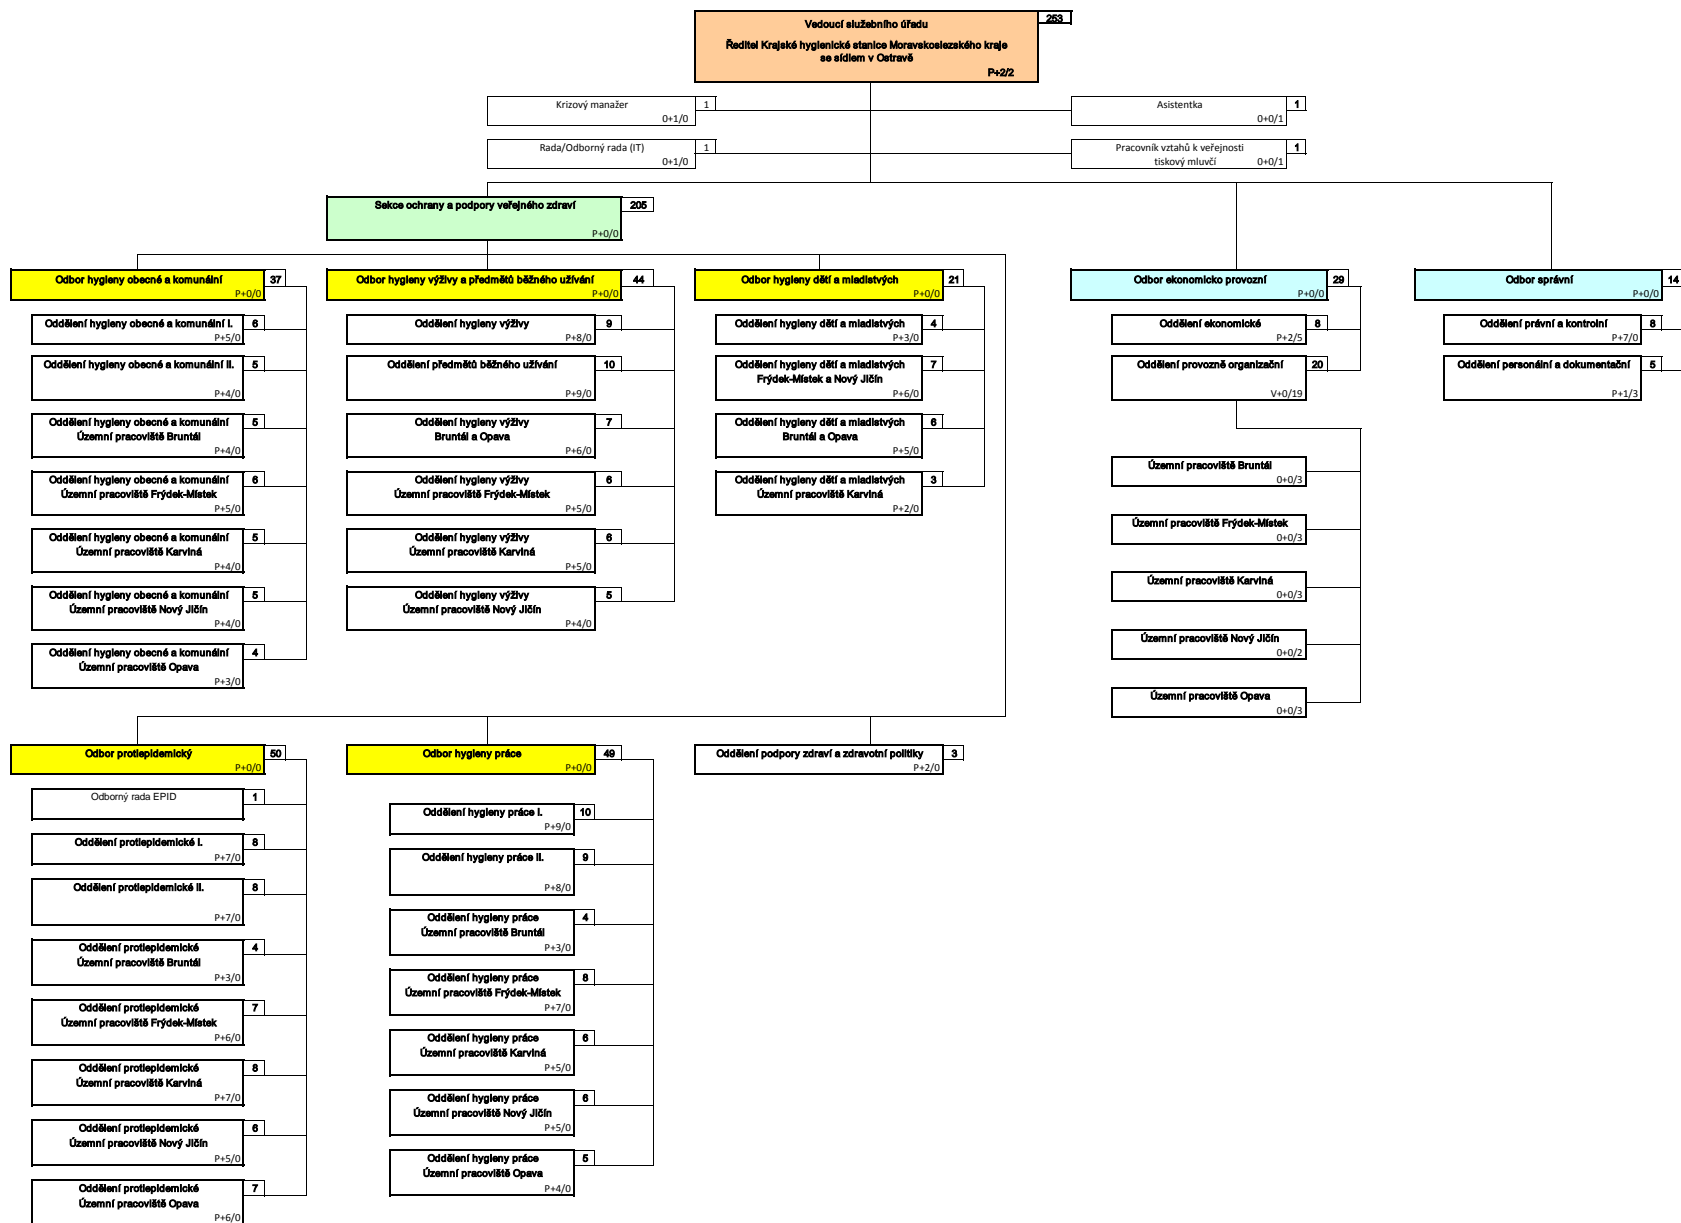 Vedoucí služebního úřadu
253
Ředitel Krajské hygienické stanice Moravskoslezského kraje
se sídlem v Ostravě
P+2/2
Krizový manažer
1
0+1/0
Asistentka
1
0+0/1
Rada/Odborný rada (IT)
1
0+1/0
Pracovník vztahů k veřejnosti
1
tiskový mluvčí
0+0/1
Sekce ochrany a podpory veřejného zdraví
205
P+0/0
Odbor hygieny obecné a komunální
37
P+0/0
Oddělení hygieny obecné a komunální I.
6
P+5/0
Oddělení hygieny obecné a komunální II.
5
P+4/0
Oddělení hygieny obecné a komunální
5
Územní pracoviště Bruntál
P+4/0
Oddělení hygieny obecné a komunální
6
Územní pracoviště Frýdek-Místek
P+5/0
Oddělení hygieny obecné a komunální
5
Územní pracoviště Karviná
P+4/0
Oddělení hygieny obecné a komunální
5
Územní pracoviště Nový Jičín
P+4/0
Oddělení hygieny obecné a komunální
4
Územní pracoviště Opava
P+3/0
Odbor hygieny výživy a předmětů běžného užívání
44
P+0/0
Oddělení hygieny výživy
9
P+8/0
Oddělení předmětů běžného užívání
10
P+9/0
Oddělení hygieny výživy
7
Bruntál a Opava
P+6/0
Oddělení hygieny výživy
6
Územní pracoviště Frýdek-Místek
P+5/0
Oddělení hygieny výživy
6
Územní pracoviště Karviná
P+5/0
Oddělení hygieny výživy
5
Územní pracoviště Nový Jičín
P+4/0
Odbor hygieny dětí a mladistvých
21
P+0/0
Oddělení hygieny dětí a mladistvých
4
P+3/0
Oddělení hygieny dětí a mladistvých
7
Frýdek-Místek a Nový Jičín
P+6/0
Oddělení hygieny dětí a mladistvých
6
Bruntál a Opava
P+5/0
Oddělení hygieny dětí a mladistvých
3
Územní pracoviště Karviná
P+2/0
Odbor ekonomicko provozní
29
P+0/0
Oddělení ekonomické
8
P+2/5
Oddělení provozně organizační
20
V+0/19
Územní pracoviště Bruntál
0+0/3
Územní pracoviště Frýdek-Místek
0+0/3
Územní pracoviště Karviná
0+0/3
Územní pracoviště Nový Jičín
0+0/2
Územní pracoviště Opava
0+0/3
Odbor správní
14
P+0/0
Oddělení právní a kontrolní
8
P+7/0
Oddělení personální a dokumentační
5
P+1/3
Odbor protiepidemický
50
P+0/0
Odborný rada EPID
1
Oddělení protiepidemické I.
8
P+7/0
Oddělení protiepidemické II.
8
P+7/0
Oddělení protiepidemické
4
Územní pracoviště Bruntál
P+3/0
Oddělení protiepidemické
7
Územní pracoviště Frýdek-Místek
P+6/0
Oddělení protiepidemické
8
Územní pracoviště Karviná
P+7/0
Oddělení protiepidemické
6
Územní pracoviště Nový Jičín
P+5/0
Oddělení protiepidemické
7
Územní pracoviště Opava
P+6/0
Odbor hygieny práce
49
P+0/0
Oddělení hygieny práce I.
10
P+9/0
Oddělení hygieny práce II.
9
P+8/0
Oddělení hygieny práce
4
Územní pracoviště Bruntál
P+3/0
Oddělení hygieny práce
8
Územní pracoviště Frýdek-Místek
P+7/0
Oddělení hygieny práce
6
Územní pracoviště Karviná
P+5/0
Oddělení hygieny práce
6
Územní pracoviště Nový Jičín
P+5/0
Oddělení hygieny práce
5
Územní pracoviště Opava
P+4/0
Oddělení podpory zdraví a zdravotní politiky
3
P+2/0